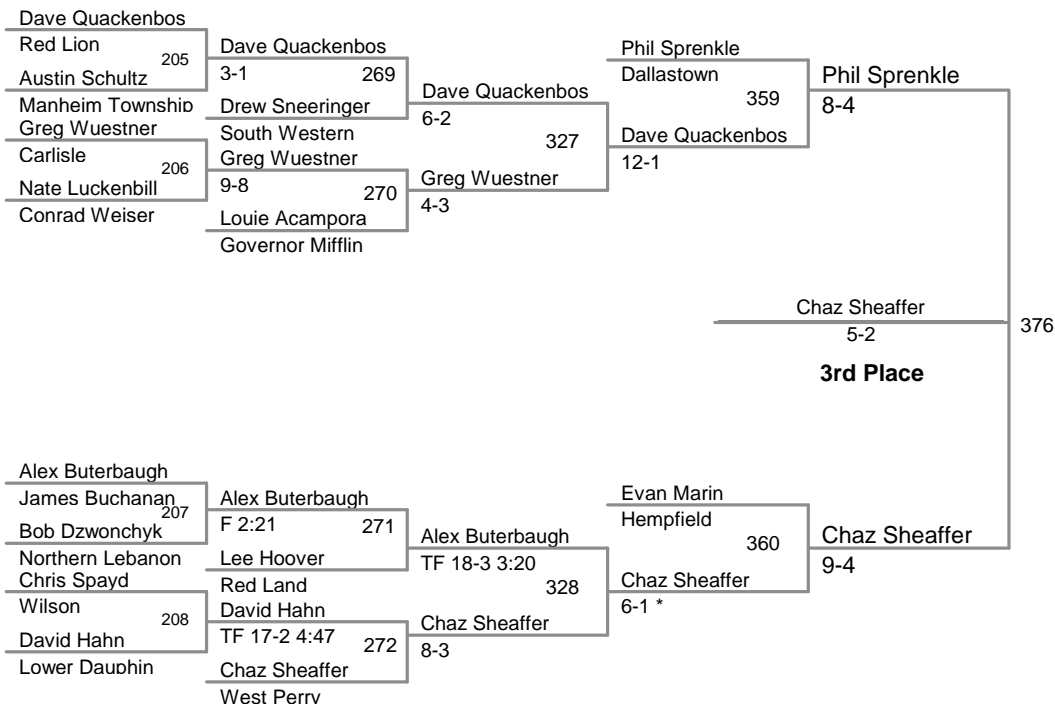 Dave Quackenbos
Red Lion
205
Austin Schultz
Manheim Township
Dave Quackenbos
3-1
269
Drew Sneeringer
South Western
Greg Wuestner
Carlisle
206
Nate Luckenbill
Conrad Weiser
Greg Wuestner
9-8
270
Louie Acampora
Governor Mifflin
Dave Quackenbos
6-2
327
Greg Wuestner
4-3
Phil Sprenkle
Dallastown
359
Dave Quackenbos
12-1
Phil Sprenkle
8-4
Chaz Sheaffer
5-2
376
3rd Place
Alex Buterbaugh
James Buchanan
207
Bob Dzwonchyk
Northern Lebanon
Alex Buterbaugh
F 2:21
271
Lee Hoover
Red Land
Chris Spayd
Wilson
208
David Hahn
Lower Dauphin
David Hahn
TF 17-2 4:47
272
Chaz Sheaffer
West Perry
Alex Buterbaugh
TF 18-3 3:20
328
Chaz Sheaffer
8-3
Evan Marin
Hempfield
360
Chaz Sheaffer
6-1 *
Chaz Sheaffer
9-4